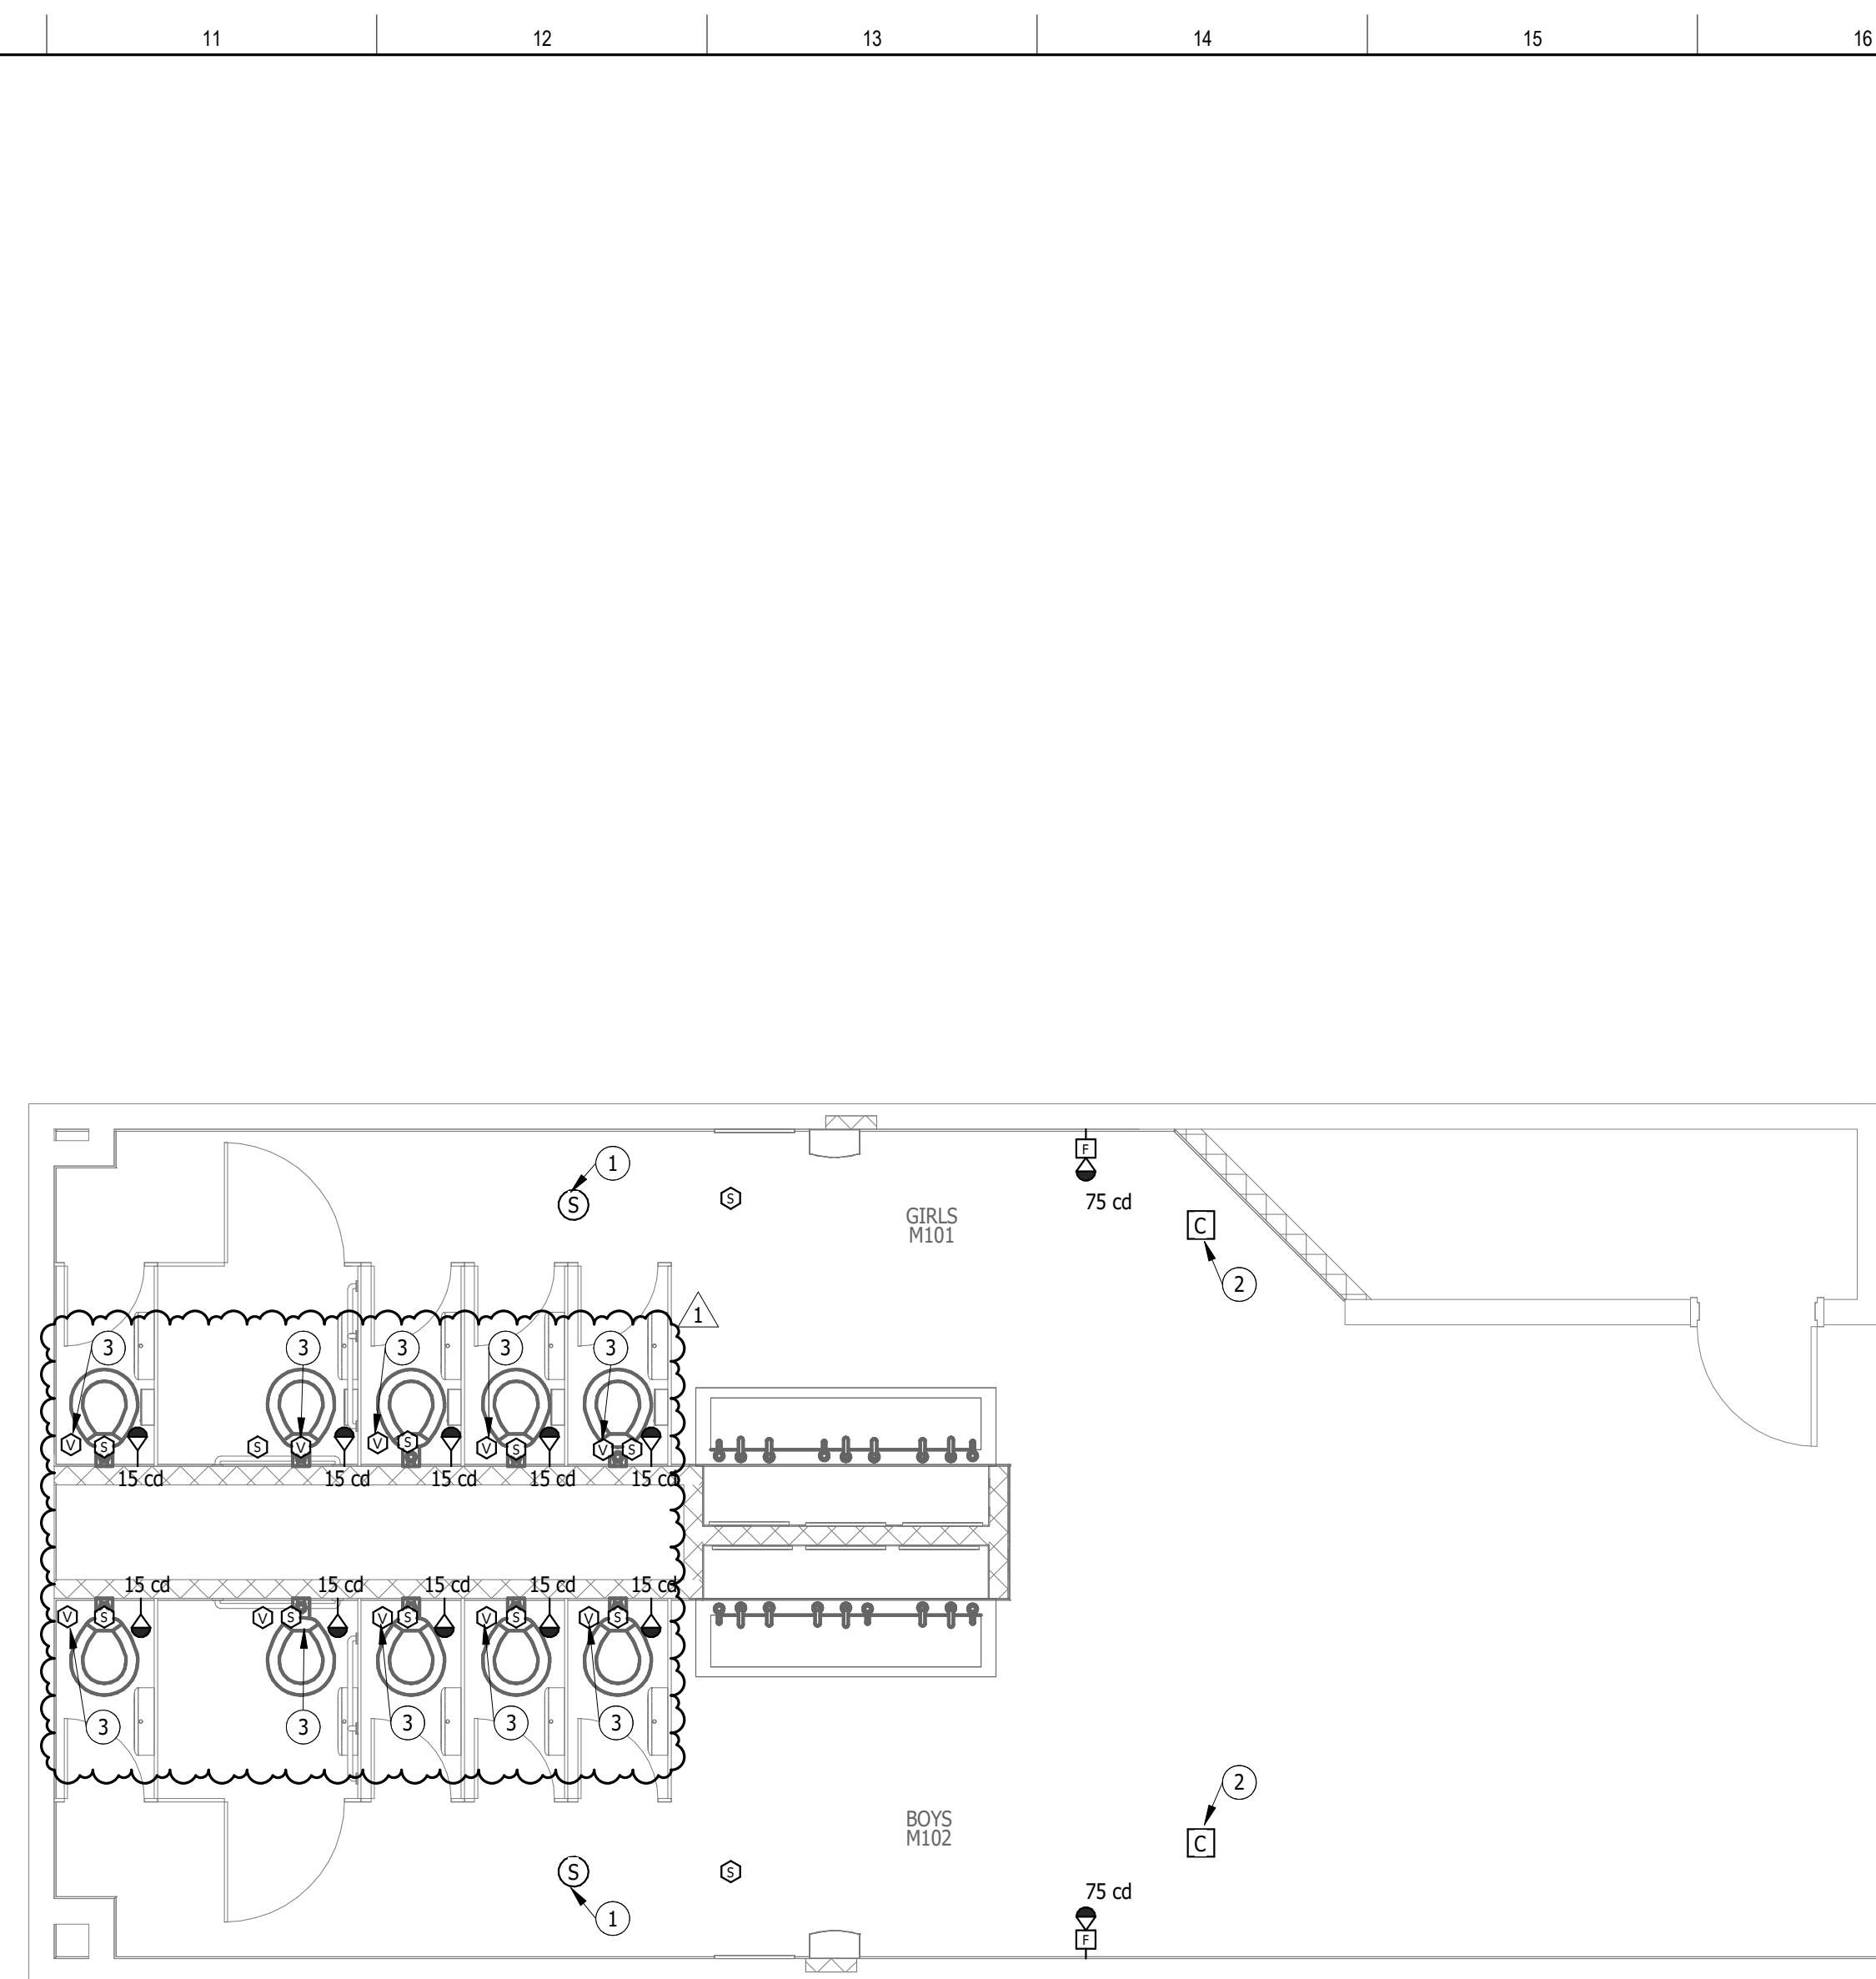 11 12 13 14 15 16
1
F
S
S
75 cd
GIRLS
M101
C
2
1
3 3 3 3 3
V S S V V S V S V S
15 cd 15 cd 15 cd 15 cd 15 cd
15 cd 15 cd 15 cd 15 cd 15 cd
V S V S V S V S V S
3 3 3 3 3
2
BOYS
M102
C
S
S
75 cd
1
F